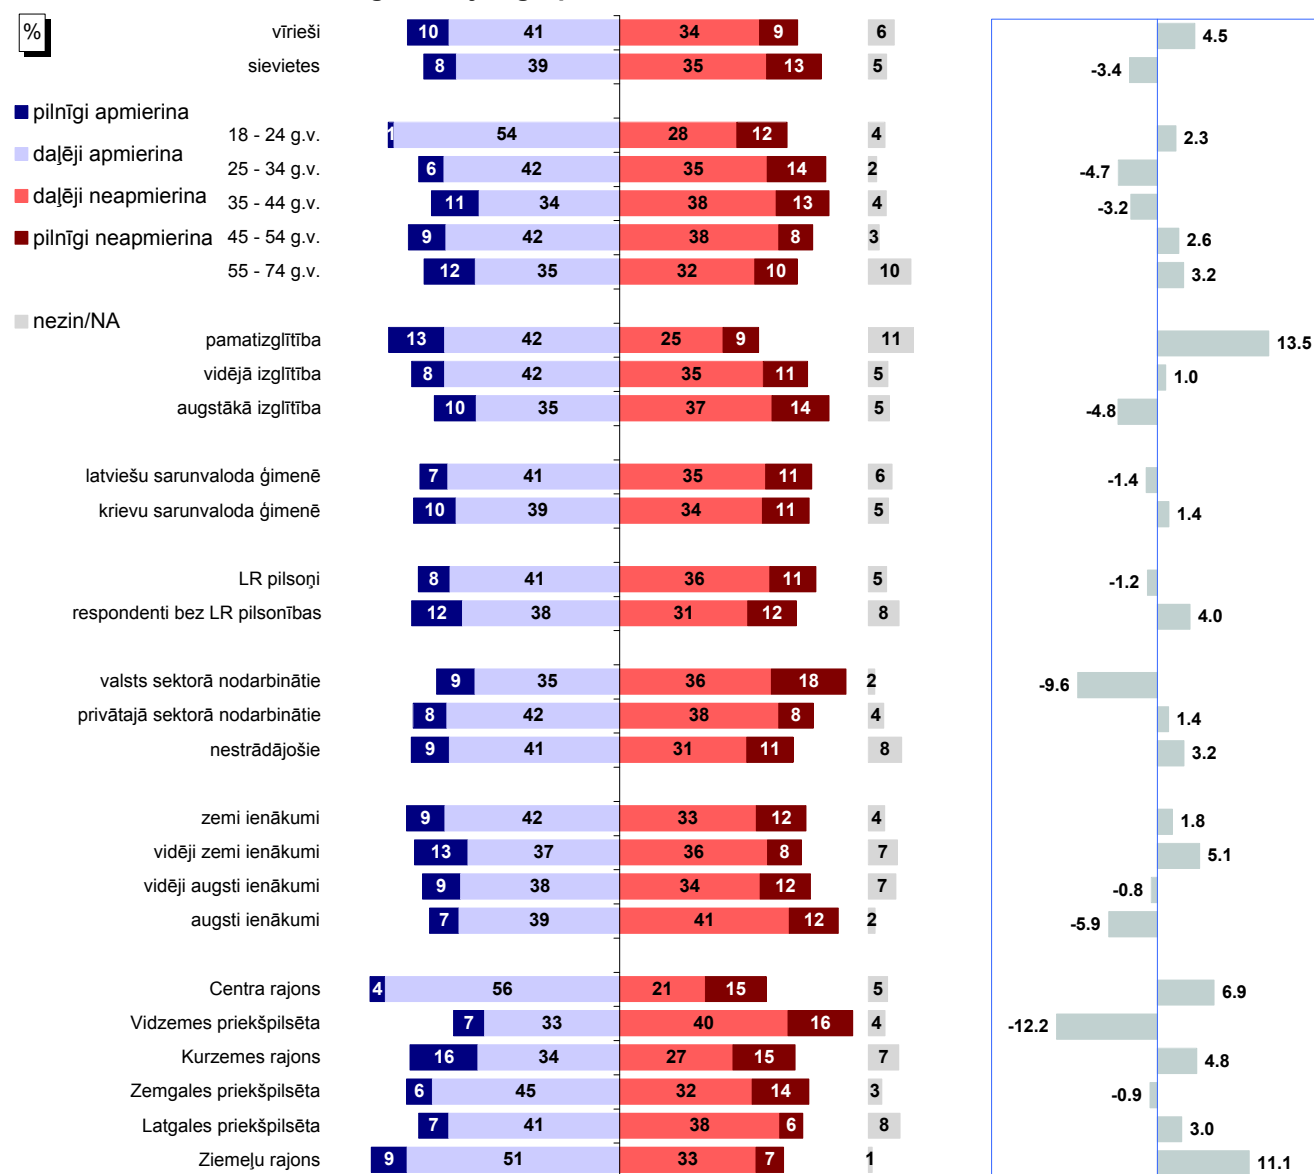 %
vīrieši 10 41 34 9 6 4.5
sievietes 8 39 35 13 5 -3.4
pilnīgi apmierina
18 - 24 g.v. 1 54 28 12 4 2.3
daļēji apmierina
25 - 34 g.v. 6 42 35 14 2 -4.7
daļēji neapmierina
35 - 44 g.v. 11 34 38 13 4 -3.2
pilnīgi neapmierina
45 - 54 g.v. 9 42 38 8 3 2.6
55 - 74 g.v. 12 35 32 10 10 3.2
nezin/NA
pamatizglītība 13 42 25 9 11 13.5
vidējā izglītība 8 42 35 11 5 1.0
augstākā izglītība 10 35 37 14 5 -4.8
latviešu sarunvaloda ģimenē 7 41 35 11 6 -1.4
krievu sarunvaloda ģimenē 10 39 34 11 5 1.4
LR pilsoņi 8 41 36 11 5 -1.2
respondenti bez LR pilsonības 12 38 31 12 8 4.0
valsts sektorā nodarbinātie 9 35 36 18 2 -9.6
privātajā sektorā nodarbinātie 8 42 38 8 4 1.4
nestrādājošie 9 41 31 11 8 3.2
zemi ienākumi 9 42 33 12 4 1.8
vidēji zemi ienākumi 13 37 36 8 7 5.1
vidēji augsti ienākumi 9 38 34 12 7 -0.8
augsti ienākumi 7 39 41 12 2 -5.9
Centra rajons 4 56 21 15 5 6.9
Vidzemes priekšpilsēta 7 33 40 16 4 -12.2
Kurzemes rajons 16 34 27 15 7 4.8
Zemgales priekšpilsēta 6 45 32 14 3 -0.9
Latgales priekšpilsēta 7 41 38 6 8 3.0
Ziemeļu rajons 9 51 33 7 1 11.1